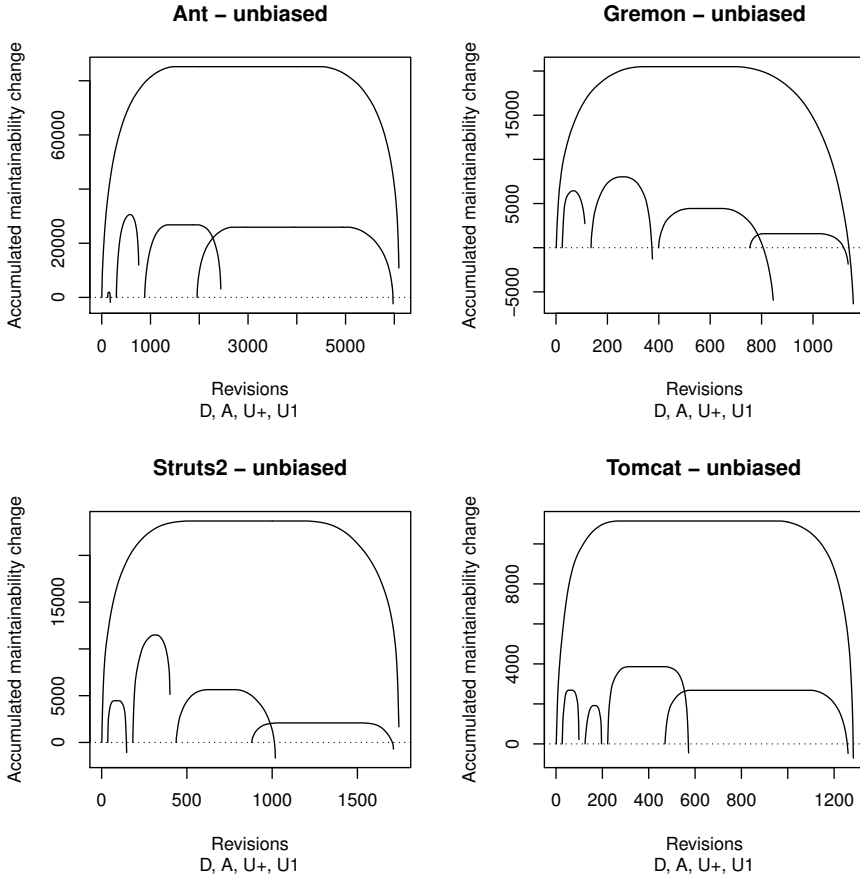 Ant − unbiased
Accumulated maintainability change
0
20000
60000
0 1000 3000 5000
Revisions
D, A, U+, U1
Gremon − unbiased
Accumulated maintainability change
−5000
5000
15000
0 200 400 600 800 1000
Revisions
D, A, U+, U1
Struts2 − unbiased
Accumulated maintainability change
0
5000
15000
0 500 1000 1500
Revisions
D, A, U+, U1
Tomcat − unbiased
Accumulated maintainability change
0
4000
8000
0 200 400 600 800 1200
Revisions
D, A, U+, U1